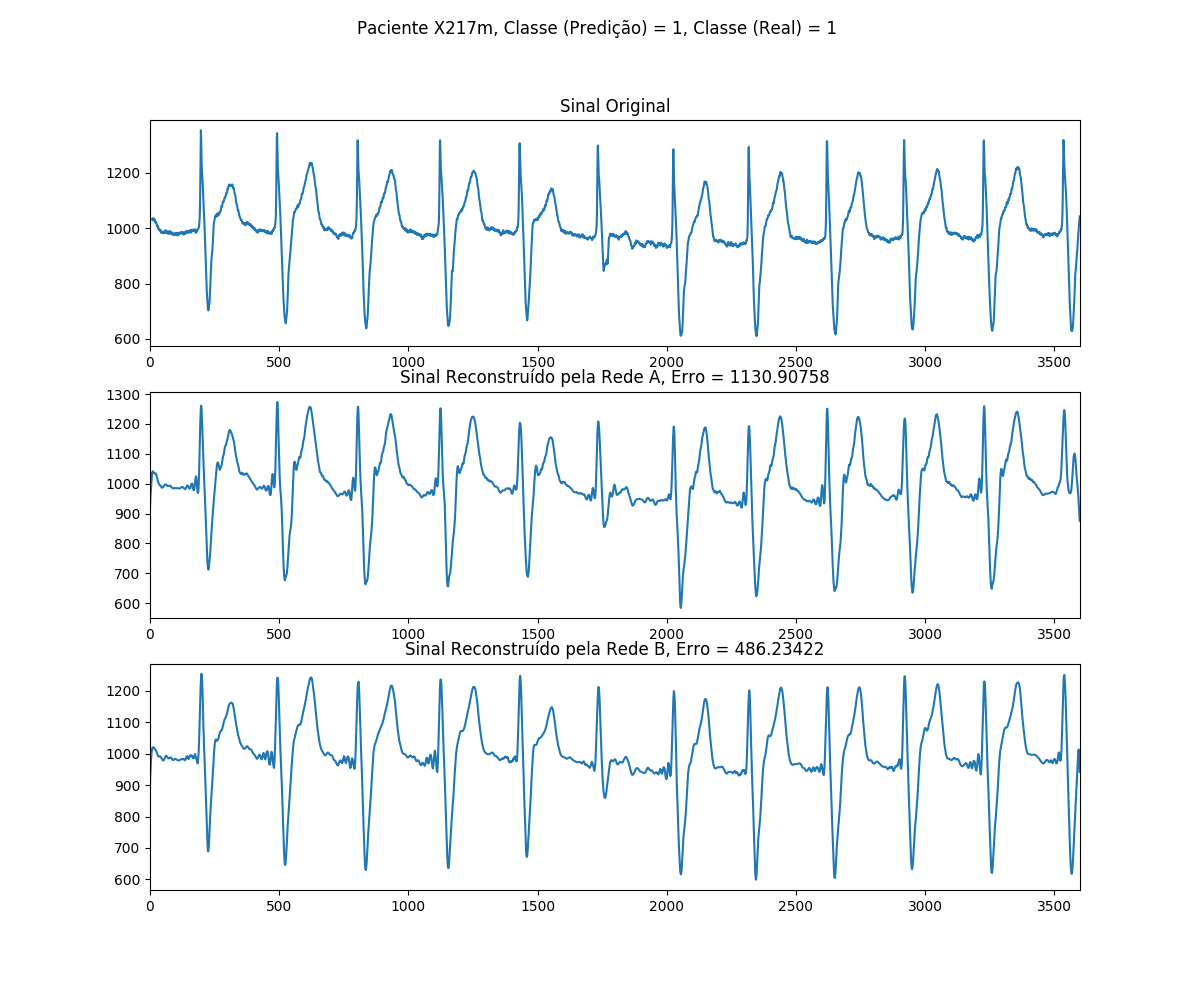 Paciente X217m, Classe (Predição) = 1, Classe (Real) = 1
Sinal Original
1200
1000
800
600
0 500 1000 1500 2000 2500 3000 3500
Sinal Reconstruído pela Rede A, Erro = 1130.90758
1300
1200
1100
1000
900
800
700
600
0 500 1000 1500 2000 2500 3000 3500
Sinal Reconstruído pela Rede B, Erro = 486.23422
1200
1100
1000
900
800
700
600
0 500 1000 1500 2000 2500 3000 3500